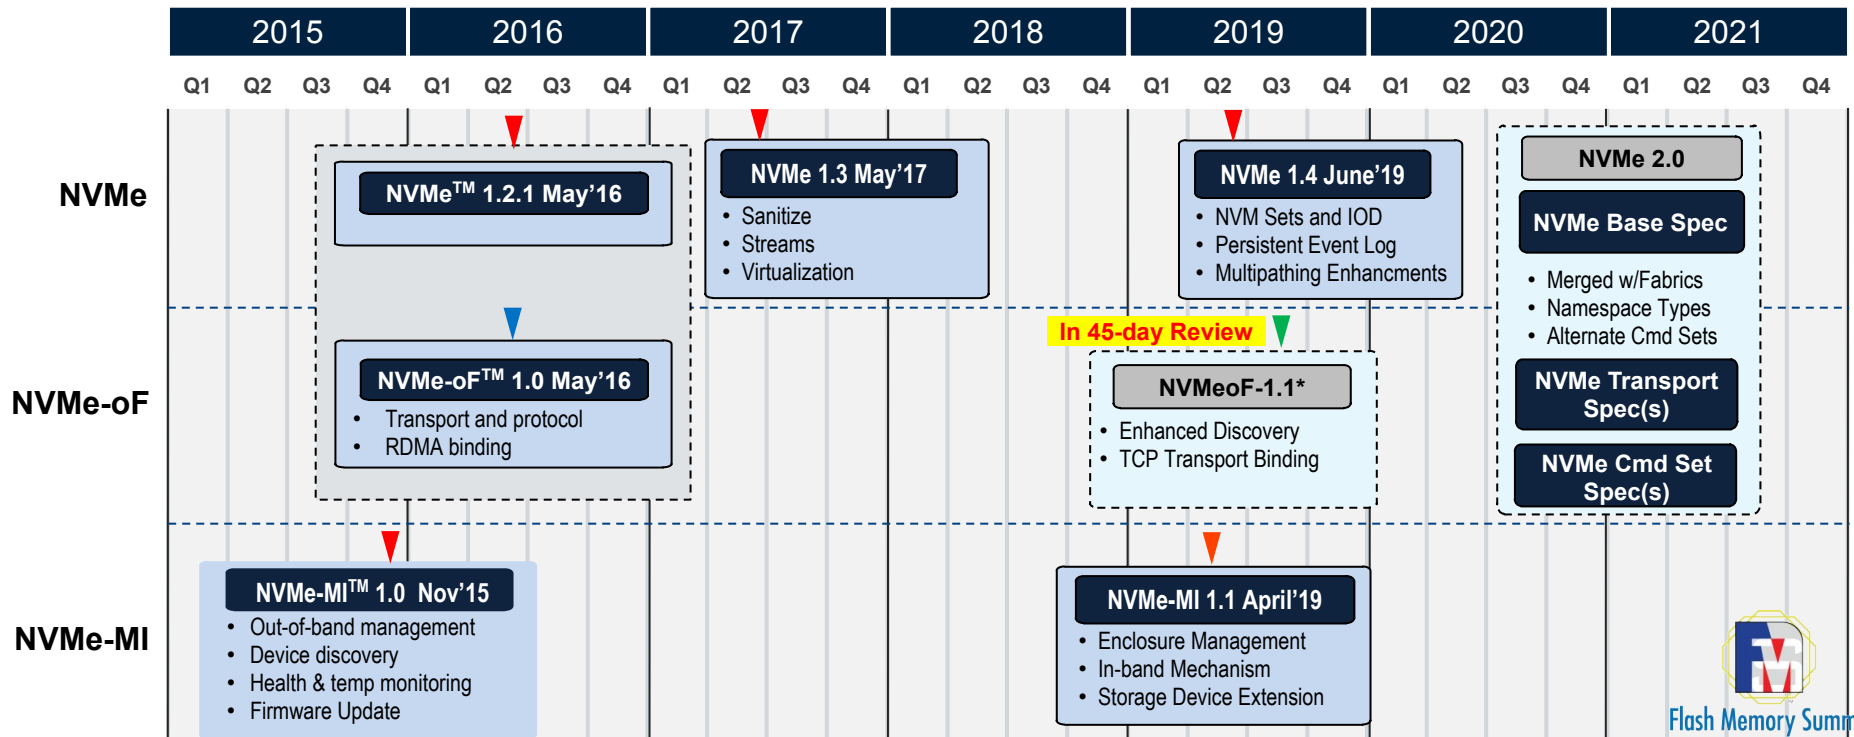 2015 2016 2017 2018 2019 2020 2021
Q1 Q2 Q3 Q4 Q1 Q2 Q3 Q4 Q1 Q2 Q3 Q4 Q1 Q2 Q3 Q4 Q1 Q2 Q3 Q4 Q1 Q2 Q3 Q4 Q1 Q2 Q3 Q4
NVMe
NVMe™ 1.2.1 May’16
NVMe 1.3 May’17
• Sanitize
• Streams
• Virtualization
NVMe 1.4 June’19
• NVM Sets and IOD
• Persistent Event Log
• Multipathing Enhancments
NVMe 2.0
NVMe Base Spec
• Merged w/Fabrics
• Namespace Types
• Alternate Cmd Sets
NVMe Transport
Spec(s)
NVMe Cmd Set
Spec(s)
NVMe-oF
NVMe-oF™ 1.0 May’16
• Transport and protocol
• RDMA binding
In 45-day Review
NVMeoF-1.1*
• Enhanced Discovery
• TCP Transport Binding
NVMe-MI
NVMe-MI™ 1.0 Nov’15
• Out-of-band management
• Device discovery
• Health & temp monitoring
• Firmware Update
NVMe-MI 1.1 April’19
• Enclosure Management
• In-band Mechanism
• Storage Device Extension
Flash Memory Summ